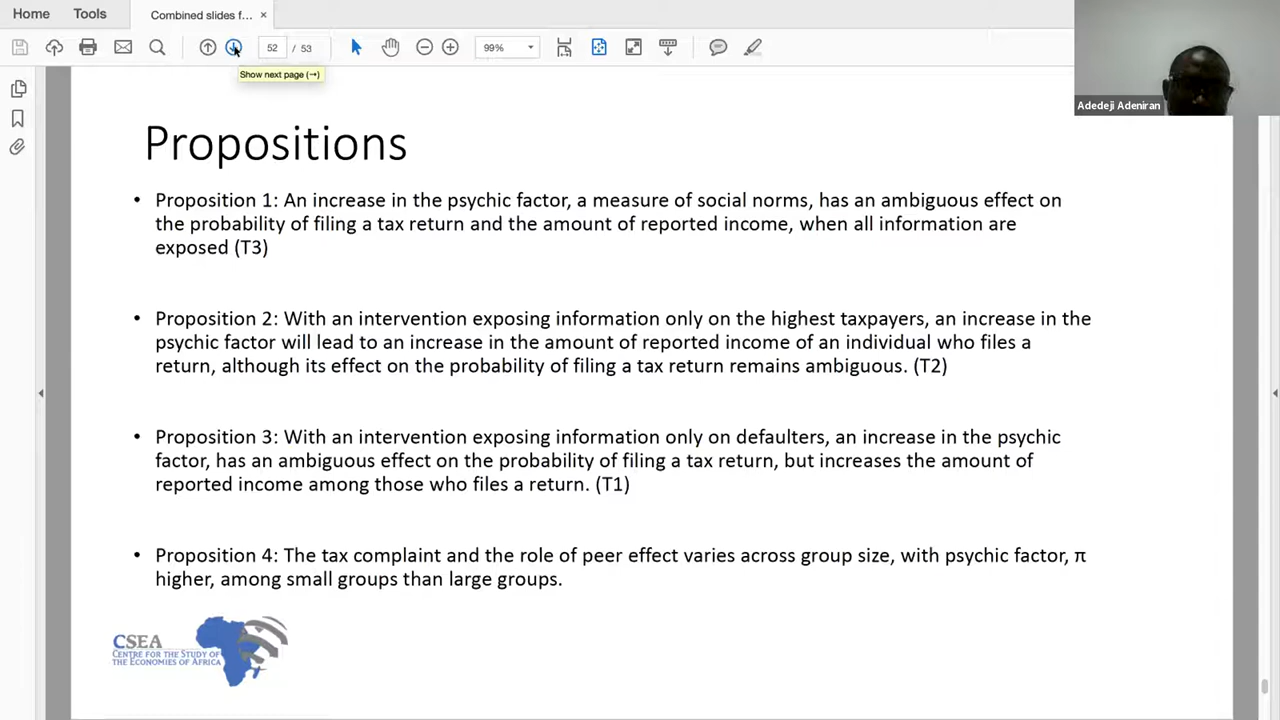 Home
Tools
Combined slides f... ×
52 / 53
99%
Show next page (→)
Adedeji Adeniran
Propositions
• Proposition 1: An increase in the psychic factor, a measure of social norms, has an ambiguous effect on
the probability of filing a tax return and the amount of reported income, when all information are
exposed (T3)
• Proposition 2: With an intervention exposing information only on the highest taxpayers, an increase in the
psychic factor will lead to an increase in the amount of reported income of an individual who files a
return, although its effect on the probability of filing a tax return remains ambiguous. (T2)
• Proposition 3: With an intervention exposing information only on defaulters, an increase in the psychic
factor, has an ambiguous effect on the probability of filing a tax return, but increases the amount of
reported income among those who files a return. (T1)
• Proposition 4: The tax complaint and the role of peer effect varies across group size, with psychic factor, π
higher, among small groups than large groups.
CSEA
CENTRE FOR THE STUDY OF
THE ECONOMIES OF AFRICA